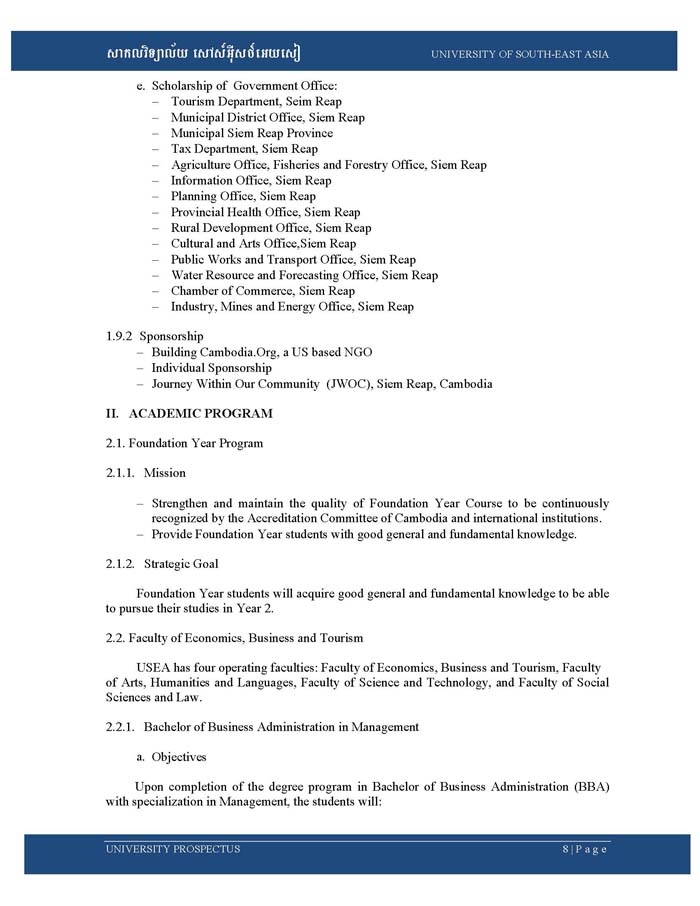 សាកលវិទ្យាល័យ សៅស៍អ៊ីសថ៍អេយសៀ UNIVERSITY OF SOUTH-EAST ASIA
e. Scholarship of Government Office:
– Tourism Department, Seim Reap
– Municipal District Office, Siem Reap
– Municipal Siem Reap Province
– Tax Department, Siem Reap
– Agriculture Office, Fisheries and Forestry Office, Siem Reap
– Information Office, Siem Reap
– Planning Office, Siem Reap
– Provincial Health Office, Siem Reap
– Rural Development Office, Siem Reap
– Cultural and Arts Office,Siem Reap
– Public Works and Transport Office, Siem Reap
– Water Resource and Forecasting Office, Siem Reap
– Chamber of Commerce, Siem Reap
– Industry, Mines and Energy Office, Siem Reap
1.9.2 Sponsorship
– Building Cambodia.Org, a US based NGO
– Individual Sponsorship
– Journey Within Our Community (JWOC), Siem Reap, Cambodia
II. ACADEMIC PROGRAM
2.1. Foundation Year Program
2.1.1. Mission
– Strengthen and maintain the quality of Foundation Year Course to be continuously
recognized by the Accreditation Committee of Cambodia and international institutions.
– Provide Foundation Year students with good general and fundamental knowledge.
2.1.2. Strategic Goal
Foundation Year students will acquire good general and fundamental knowledge to be able
to pursue their studies in Year 2.
2.2. Faculty of Economics, Business and Tourism
USEA has four operating faculties: Faculty of Economics, Business and Tourism, Faculty
of Arts, Humanities and Languages, Faculty of Science and Technology, and Faculty of Social
Sciences and Law.
2.2.1. Bachelor of Business Administration in Management
a. Objectives
Upon completion of the degree program in Bachelor of Business Administration (BBA)
with specialization in Management, the students will:
UNIVERSITY PROSPECTUS 8 | P a g e